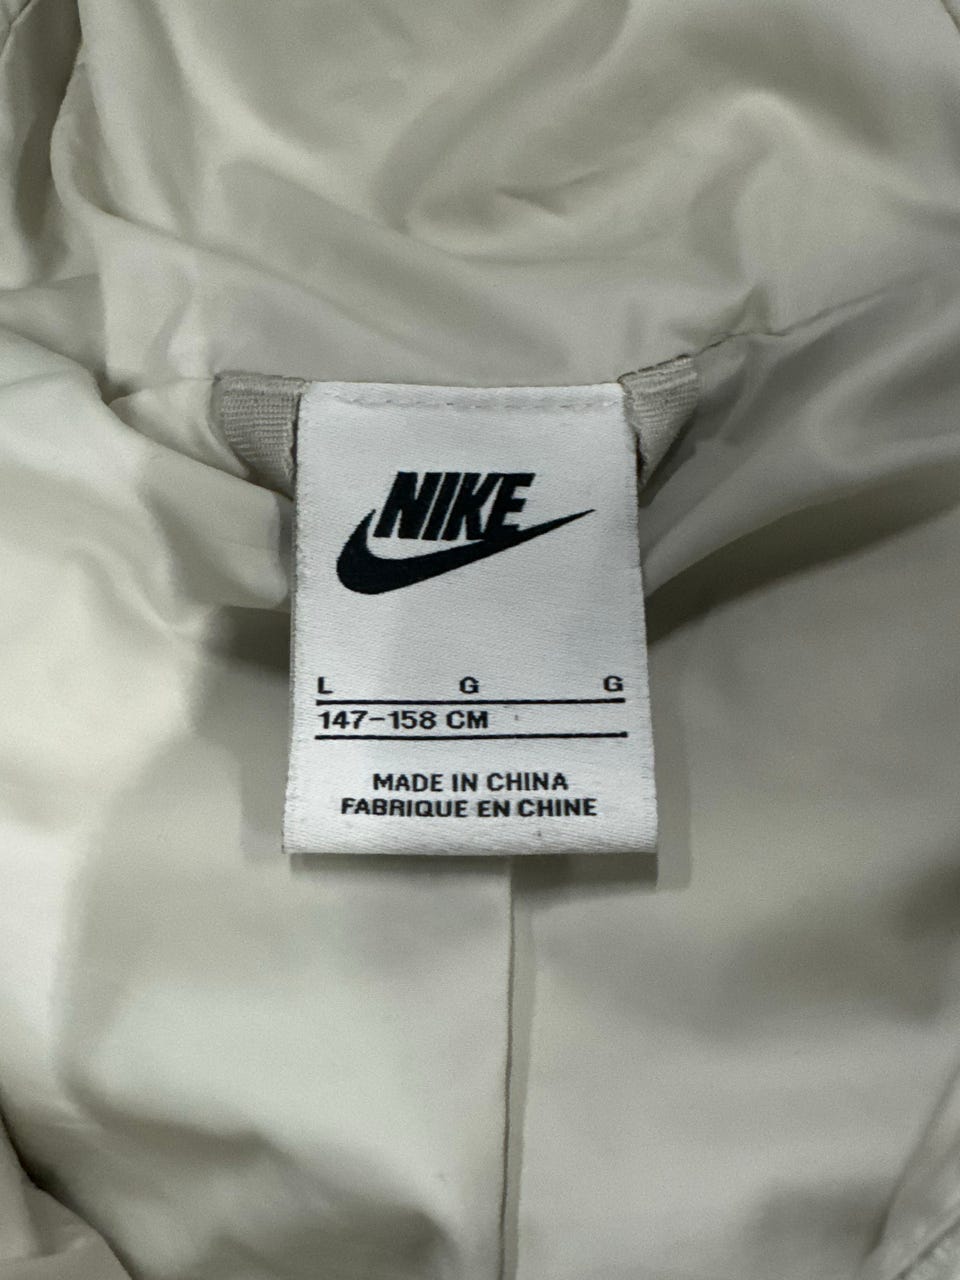 NIKE
L G G
147-158 CM
MADE IN CHINA
FABRIQUE EN CHINE